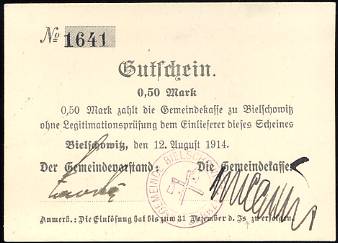 No 1641
Gutschein.
0,50 Mark
0,50 Mark zahlt die Gemeindekasse zu Bielschowitz
ohne Legitimationsprüfung dem Einlieferer dieses Scheines
Bielschowitz, den 12. August 1914.
Der Gemeindevorstand: Die Gemeindekasse
GEMEINDE BIELSCHOWITZ
Anmerk.: Die Einlösung hat bis zum 31 Dezember d. Js zu erfolgen.